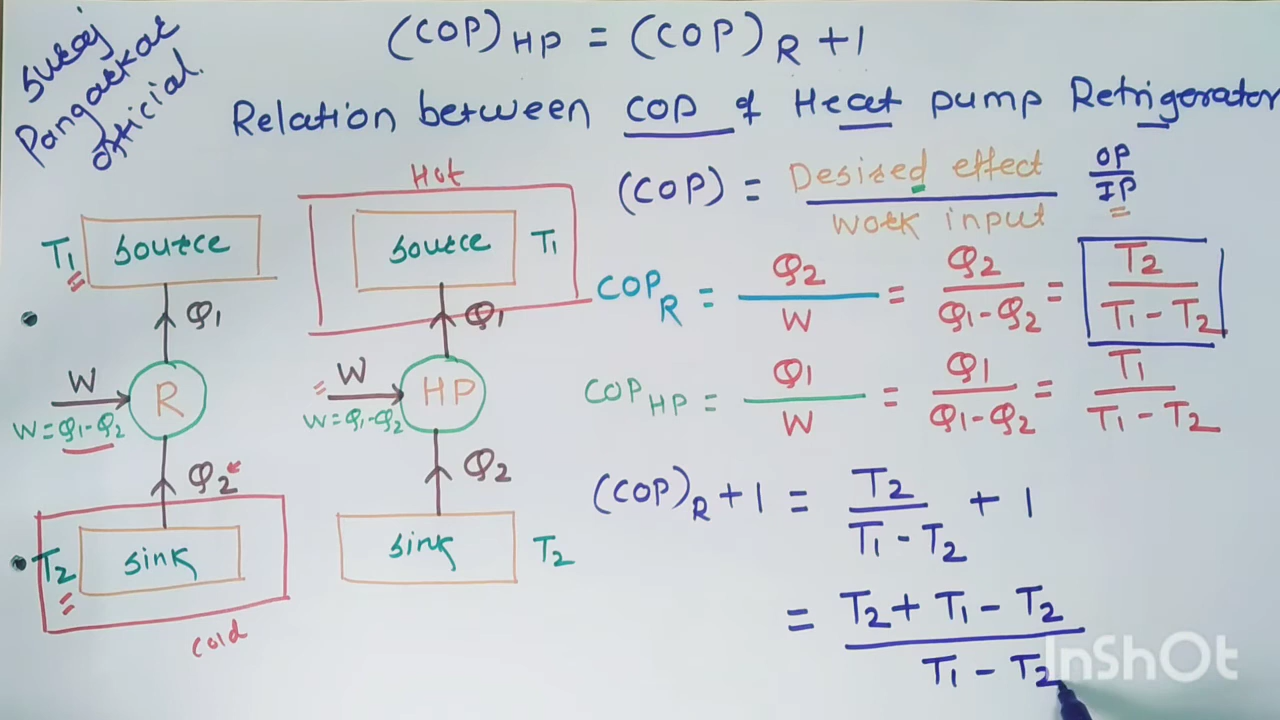 Suraj
Pangarkar
official.
(COP)HP = (COP)R + 1
Relation between COP of Heat pump Refrigerator
Hot
Source
T1
Source
T1
Q1
Q1
W
R
W = Q1-Q2
W
HP
W = Q1-Q2
Q2
Q2
T2
Sink
Sink
T2
Cold
(COP) = Desired effect / Work input
OP / IP
COPR = Q2 / W = Q2 / Q1 - Q2 = T2 / T1 - T2
COPHP = Q1 / W = Q1 / Q1 - Q2 = T1 / T1 - T2
(COP)R + 1 = T2 / T1 - T2 + 1
= T2 + T1 - T2 / T1 - T2
InShOt